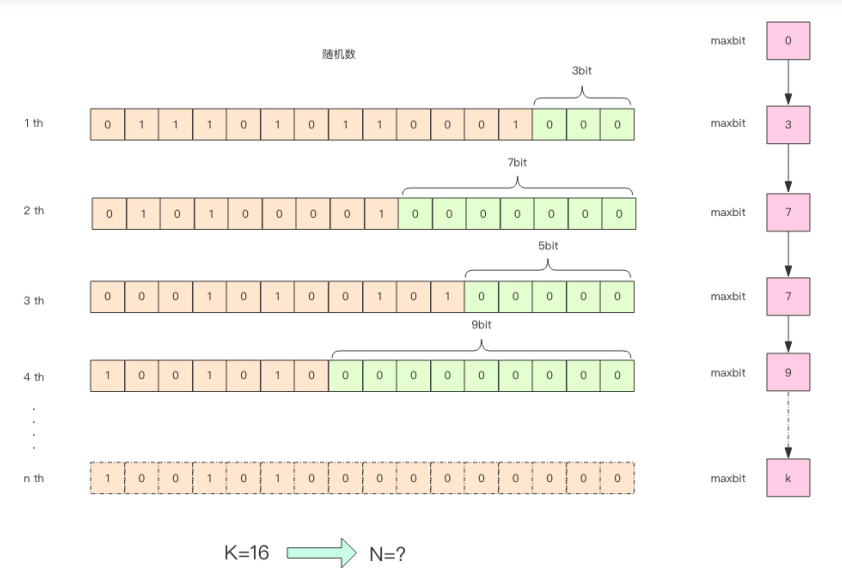 maxbit 0
随机数
3bit
1 th 0 1 1 1 0 1 0 1 1 0 0 0 1 0 0 0 maxbit 3
7bit
2 th 0 1 0 1 0 0 0 0 1 0 0 0 0 0 0 0 maxbit 7
5bit
3 th 0 0 0 1 0 1 0 0 1 0 1 0 0 0 0 0 maxbit 7
9bit
4 th 1 0 0 1 0 1 0 0 0 0 0 0 0 0 0 0 maxbit 9
n th 1 0 0 1 0 1 0 0 0 0 0 0 0 0 0 0 maxbit k
K=16 N=?